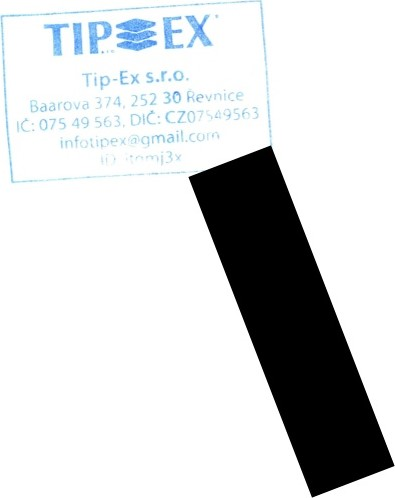 TIP EX
Tip-Ex s.r.o.
Baarova 374, 252 30 Řevnice
IČ: 075 49 563, DIČ: CZ07549563
infotipex@gmail.com